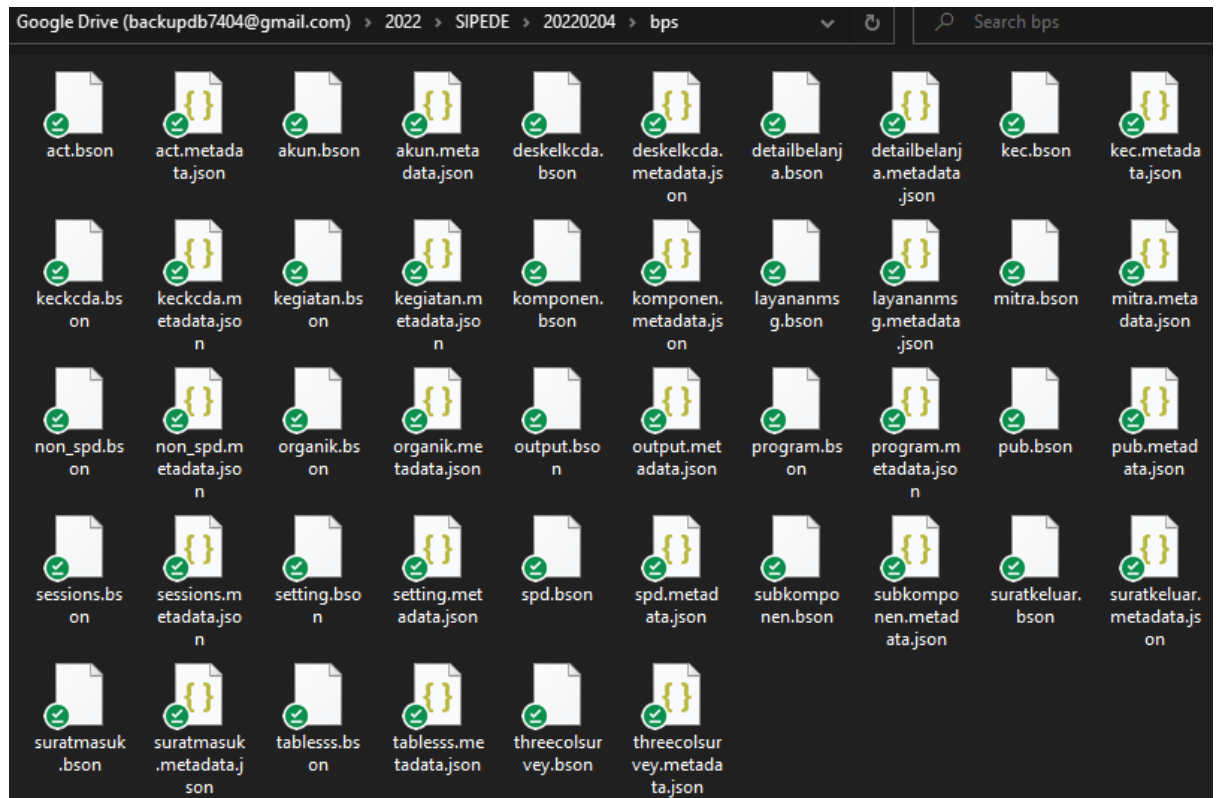 Google Drive (backupdb7404@gmail.com) > 2022 > SIPEDE > 20220204 > bps
Search bps
act.bson
act.metada
ta.json
akun.bson
akun.meta
data.json
deskelkcda.
bson
deskelkcda.
metadata.js
on
detailbelanj
a.bson
detailbelanj
a.metadata
.json
kec.bson
kec.metada
ta.json
keckcda.bs
on
keckcda.m
etadata.jso
n
kegiatan.bs
on
kegiatan.m
etadata.jso
n
komponen.
bson
komponen.
metadata.js
on
layananms
g.bson
layananms
g.metadata
.json
mitra.bson
mitra.meta
data.json
non_spd.bs
on
non_spd.m
etadata.jso
n
organik.bs
on
organik.me
tadata.json
output.bso
n
output.met
adata.json
program.bs
on
program.m
etadata.jso
n
pub.bson
pub.metad
ata.json
sessions.bs
on
sessions.m
etadata.jso
n
setting.bso
n
setting.met
adata.json
spd.bson
spd.metad
ata.json
subkompo
nen.bson
subkompo
nen.metad
ata.json
suratkeluar.
bson
suratkeluar.
metadata.js
on
suratmasuk
.bson
suratmasuk
.metadata.j
son
tablesss.bs
on
tablesss.me
tadata.json
threecolsur
vey.bson
threecolsur
vey.metada
ta.json